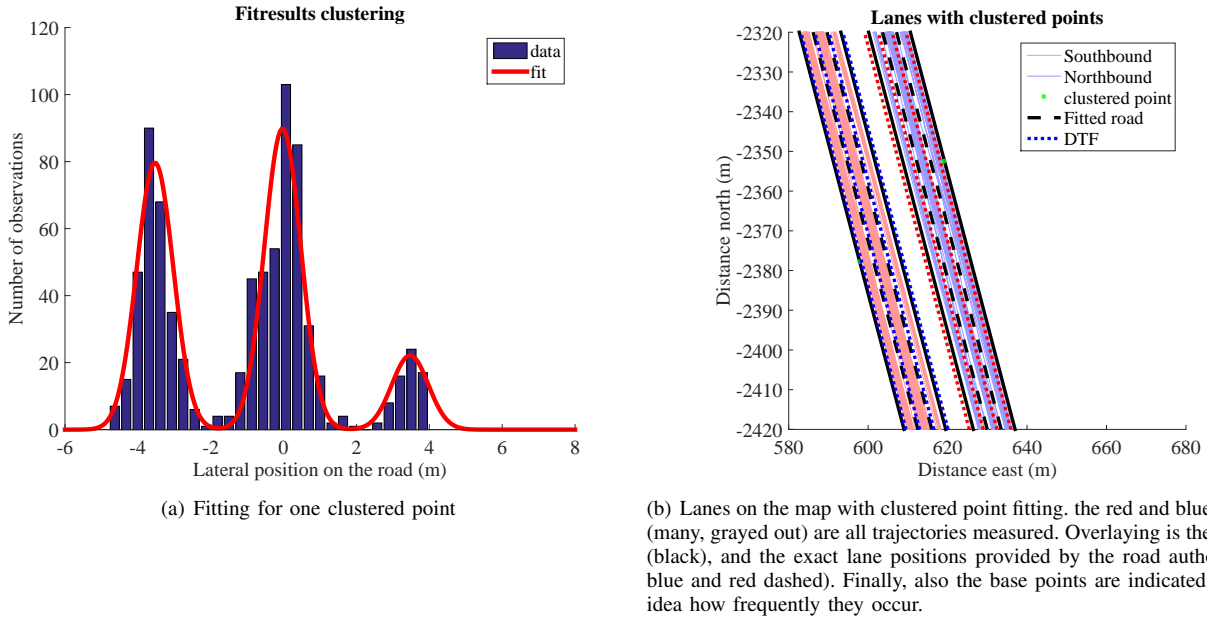 Fitresults clustering
120
100
80
60
40
20
0
Number of observations
-6
-4
-2
0
2
4
6
8
Lateral position on the road (m)
data
fit
(a) Fitting for one clustered point
Lanes with clustered points
-2320
-2330
-2340
-2350
-2360
-2370
-2380
-2390
-2400
-2410
-2420
Distance north (m)
580
600
620
640
660
680
Distance east (m)
Southbound
Northbound
clustered point
Fitted road
DTF
(b) Lanes on the map with clustered point fitting. the red and blue
(many, grayed out) are all trajectories measured. Overlaying is the
(black), and the exact lane positions provided by the road autho
blue and red dashed). Finally, also the base points are indicated
idea how frequently they occur.